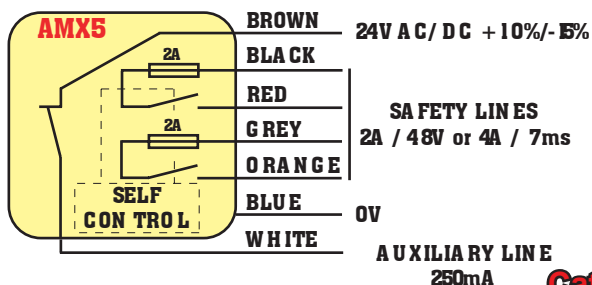 AMX5
BROWN
24V AC/DC +10%/-15%
2A
BLACK
RED
SAFETY LINES
2A / 48V or 4A / 7ms
2A
GREY
ORANGE
SELF
CONTROL
BLUE
0V
WHITE
AUXILIARY LINE
250mA